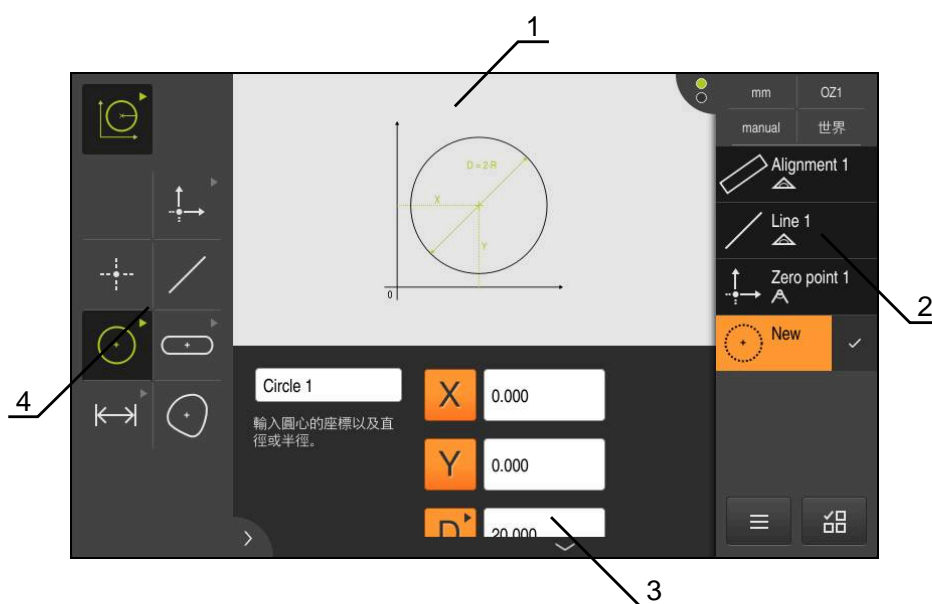 1
mm OZ1
manual 世界
D=2R
X
Y
0
Alignment 1
Line 1
Zero point 1
New
2
4
Circle 1
輸入圓心的座標以及直
徑或半徑。
X 0.000
Y 0.000
D 20.000
3